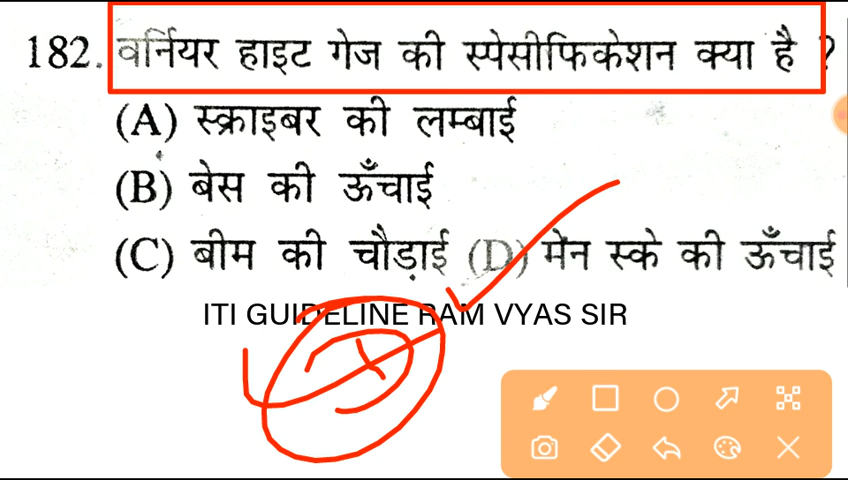 182. वर्नियर हाइट गेज की स्पेसीफिकेशन क्या है ?
(A) स्क्राइबर की लम्बाई
(B) बेस की ऊँचाई
(C) बीम की चौड़ाई (D) मेन स्के की ऊँचाई
ITI GUIDELINE RAM VYAS SIR